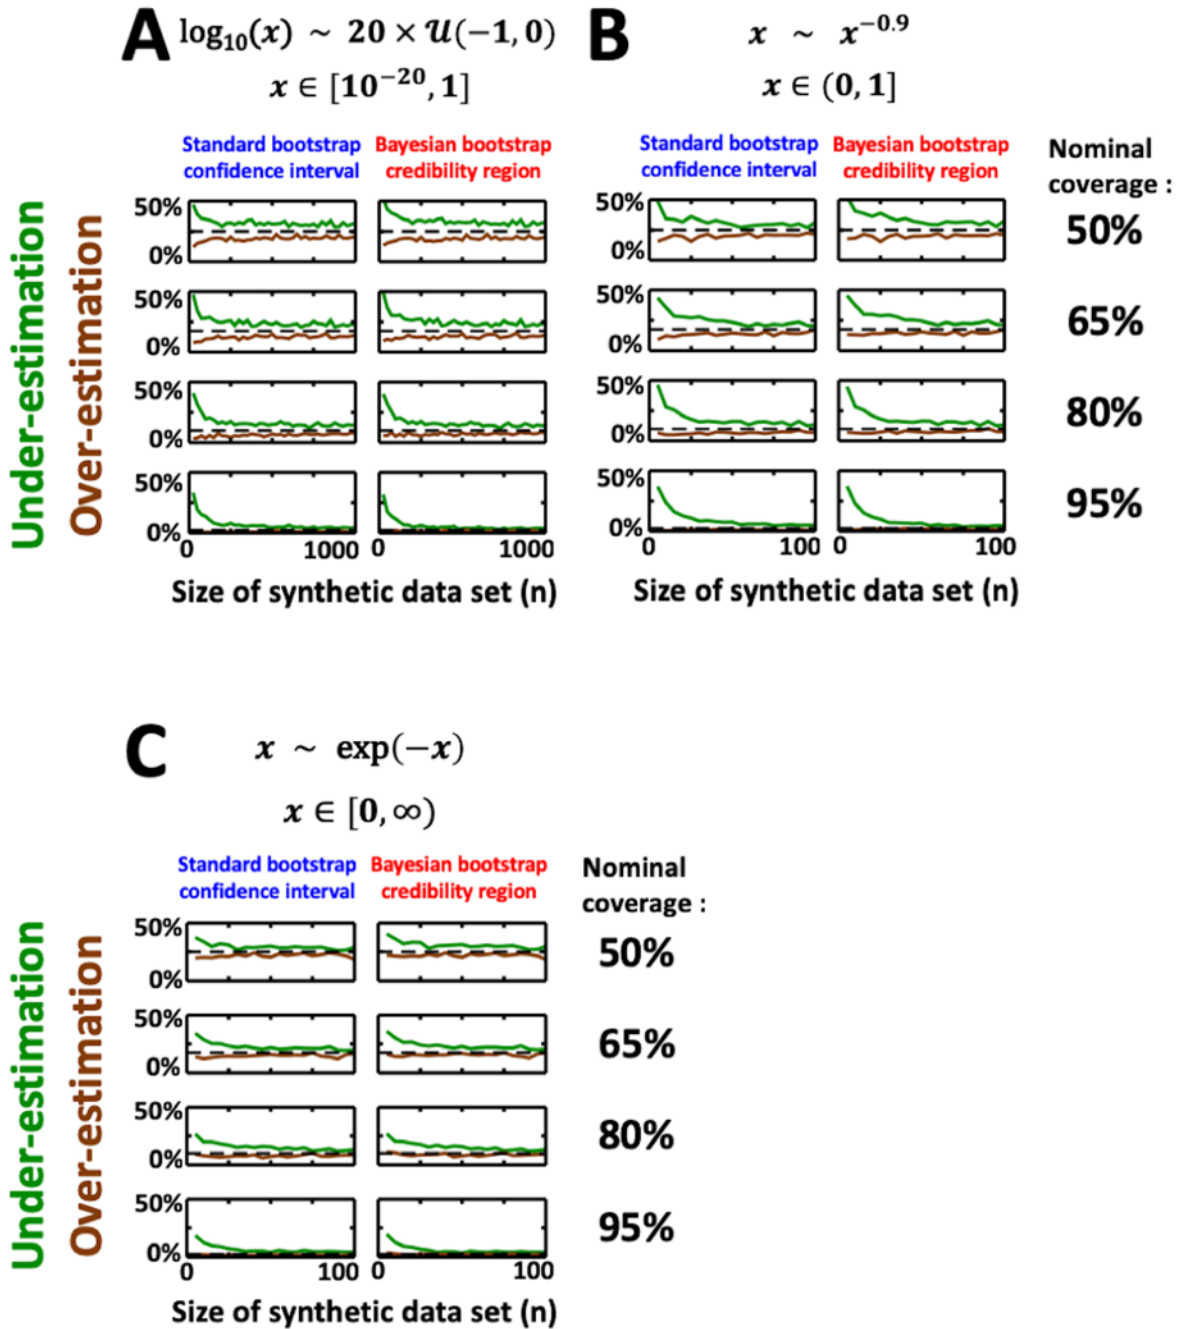 A log₁₀(x) ~ 20 × 𝒰(−1, 0)
x ∈ [10⁻²⁰, 1]
Standard bootstrap confidence interval
Bayesian bootstrap credibility region
Under-estimation
Over-estimation
50%
0%
50%
0%
50%
0%
50%
0%
0 1000 0 1000
Size of synthetic data set (n)
B x ~ x⁻⁰·⁹
x ∈ (0, 1]
Standard bootstrap confidence interval
Bayesian bootstrap credibility region
Nominal
coverage :
50%
0%
50%
50%
0%
65%
50%
0%
80%
50%
0%
95%
0 100 0 100
Size of synthetic data set (n)
C x ~ exp(−x)
x ∈ [0, ∞)
Standard bootstrap confidence interval
Bayesian bootstrap credibility region
Nominal
coverage :
Under-estimation
Over-estimation
50%
0%
50%
50%
0%
65%
50%
0%
80%
50%
0%
95%
0 100 0 100
Size of synthetic data set (n)